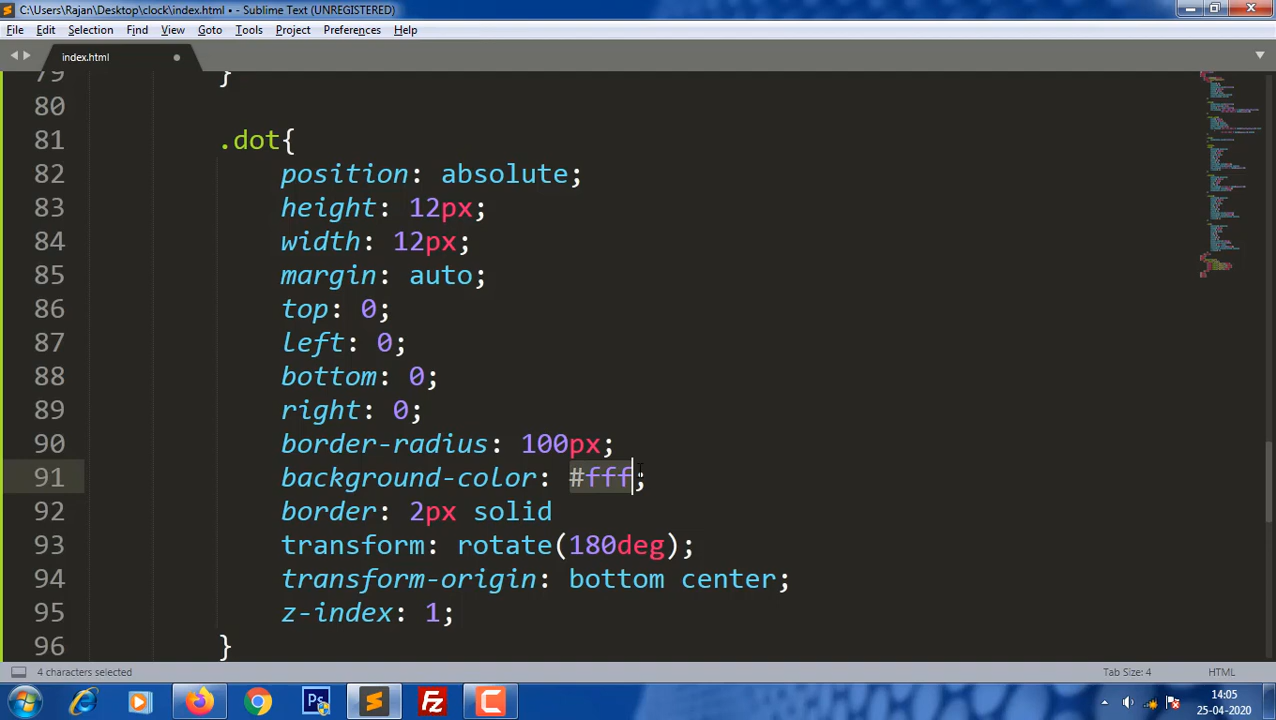 C:\Users\Rajan\Desktop\clock\index.html • - Sublime Text (UNREGISTERED)
File Edit Selection Find View Goto Tools Project Preferences Help
index.html
79 }
80
81 .dot{
82 position: absolute;
83 height: 12px;
84 width: 12px;
85 margin: auto;
86 top: 0;
87 left: 0;
88 bottom: 0;
89 right: 0;
90 border-radius: 100px;
91 background-color: #fff;
92 border: 2px solid
93 transform: rotate(180deg);
94 transform-origin: bottom center;
95 z-index: 1;
96 }
4 characters selected Tab Size: 4 HTML
14:05
25-04-2020